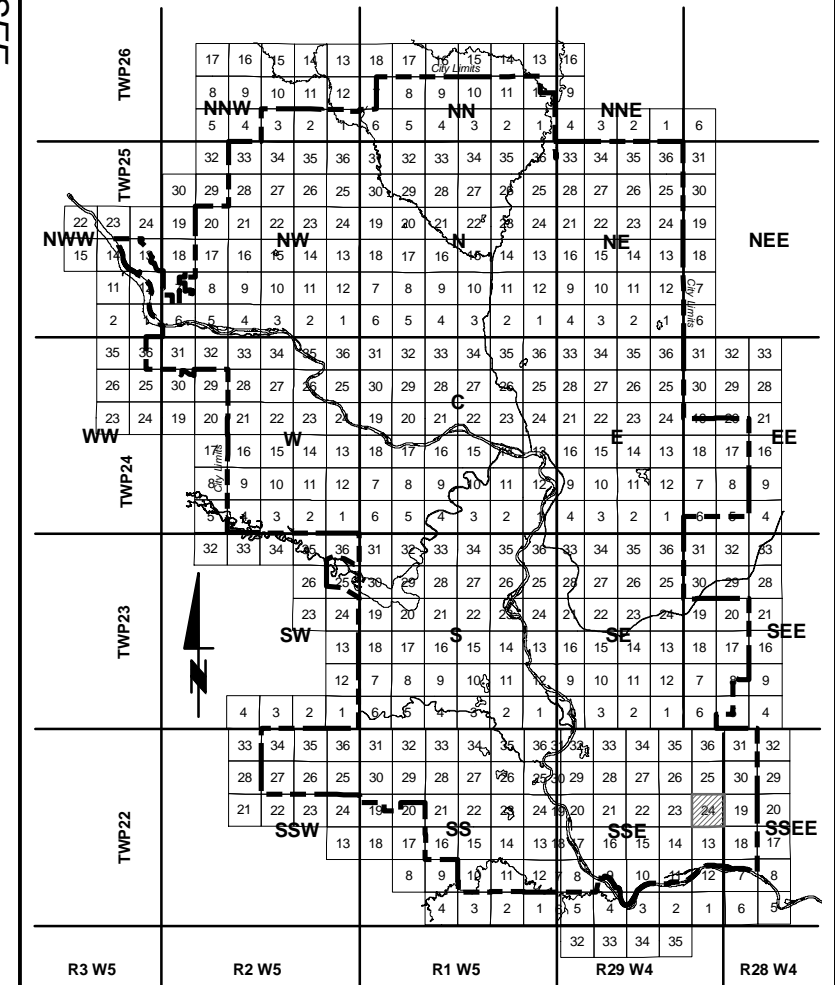 TWP26
17 16 15 14 13 18 17 16 15 14 13 16
City Limits
8 9 10 11 12 8 9 10 11 12 9
NNW NN NNE
5 4 3 2 1 6 5 4 3 2 1 4 3 2 1 6
TWP25
32 33 34 35 36 31 32 33 34 35 36 33 34 35 36 31
30 29 28 27 26 25 30 29 28 27 26 25 28 27 26 25 30
22 23 24 19 20 21 22 23 24 19 20 21 22 23 24 21 22 23 24 19
NWW NW N NE NEE
15 14 13 18 17 16 15 14 13 18 17 16 15 14 13 16 15 14 13 18
11 8 9 10 11 12 7 8 9 10 11 12 9 10 11 12 7
City Limits
2 6 5 4 3 2 1 6 5 4 3 2 1 4 3 2 1 6
35 36 31 32 33 34 35 36 31 32 33 34 35 36 33 34 35 36 31 32 33
26 25 30 29 28 27 26 25 30 29 28 27 26 25 28 27 26 25 30 29 28
C
23 24 19 20 21 22 23 24 19 20 21 22 23 24 21 22 23 24 19 20 21
WW W E EE
17 16 15 14 13 18 17 16 15 14 13 16 15 14 13 18 17 16
City Limits
TWP24
8 9 10 11 12 7 8 9 10 11 12 9 10 11 12 7 8 9
5 4 3 2 1 6 5 4 3 2 1 4 3 2 1 6 5 4
32 33 34 35 36 31 32 33 34 35 36 33 34 35 36 31 32 33
26 25 30 29 28 27 26 25 28 27 26 25 30 29 28
23 24 19 20 21 22 23 24 21 22 23 24 19 20 21
TWP23
SW S SE SEE
13 18 17 16 15 14 13 16 15 14 13 18 17 16
N
12 7 8 9 10 11 12 9 10 11 12 7 8 9
4 3 2 1 6 5 4 3 2 1 4 3 2 1 6 4
33 34 35 36 31 32 33 34 35 36 31 32 33 34 35 36 31 32
28 27 26 25 30 29 28 27 26 25 30 29 28 27 26 25 30 29
21 22 23 24 19 20 21 22 23 24 19 20 21 22 23 24 19 20
SSW SS SSE SSEE
TWP22
13 18 17 16 15 14 13 18 17 16 15 14 13 18 17
8 9 10 11 12 7 8 9 10 11 12 7 8
4 3 2 1 5 4 3 2 1 6 5
32 33 34 35
R3 W5 R2 W5 R1 W5 R29 W4 R28 W4